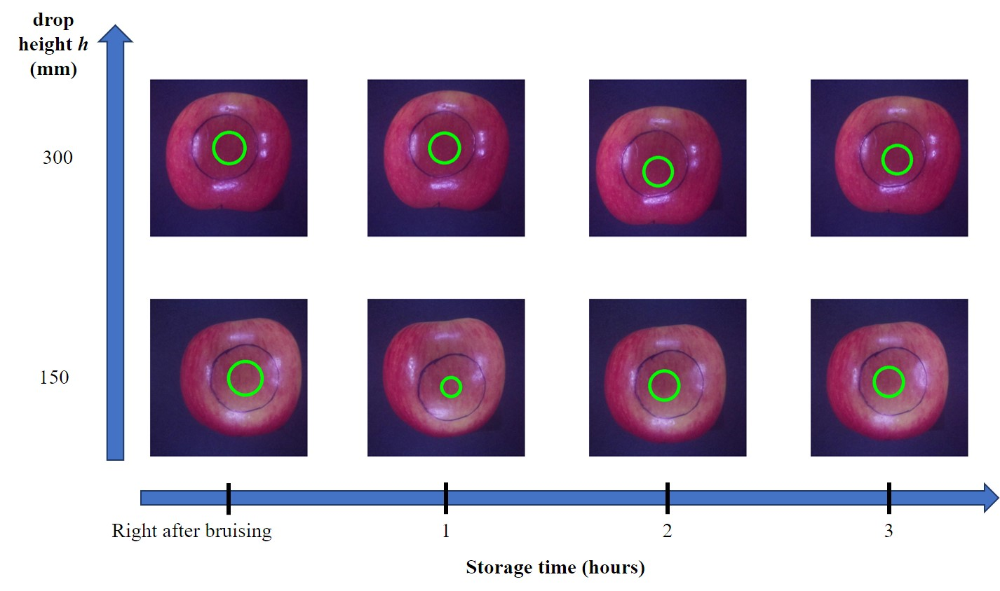 drop
height h
(mm)
300
150
Right after bruising
1
2
3
Storage time (hours)